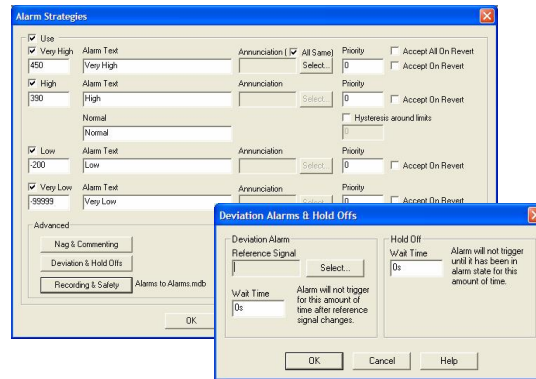 Alarm Strategies
Use
Very High Alarm Text Annunciation ( All Same) Priority Accept All On Revert
450 Very High Select... 0 Accept On Revert
High Alarm Text Annunciation Priority
390 High Select... 0 Accept On Revert
Normal Hysteresis around limits
Normal 0
Low Alarm Text Annunciation Priority
-200 Low Select... 0 Accept On Revert
Very Low Alarm Text Annunciation Priority
-99999 Very Low 0 Accept On Revert
Advanced
Nag & Commenting
Deviation & Hold Offs
Recording & Safety Alarms to Alarms.mdb
OK
Deviation Alarms & Hold Offs
Deviation Alarm
Reference Signal
Select...
Wait Time
0s
Alarm will not trigger
for this amount of
time after reference
signal changes.
Hold Off
Wait Time
0s
Alarm will not trigger
until it has been in
alarm state for this
amount of time.
OK Cancel Help